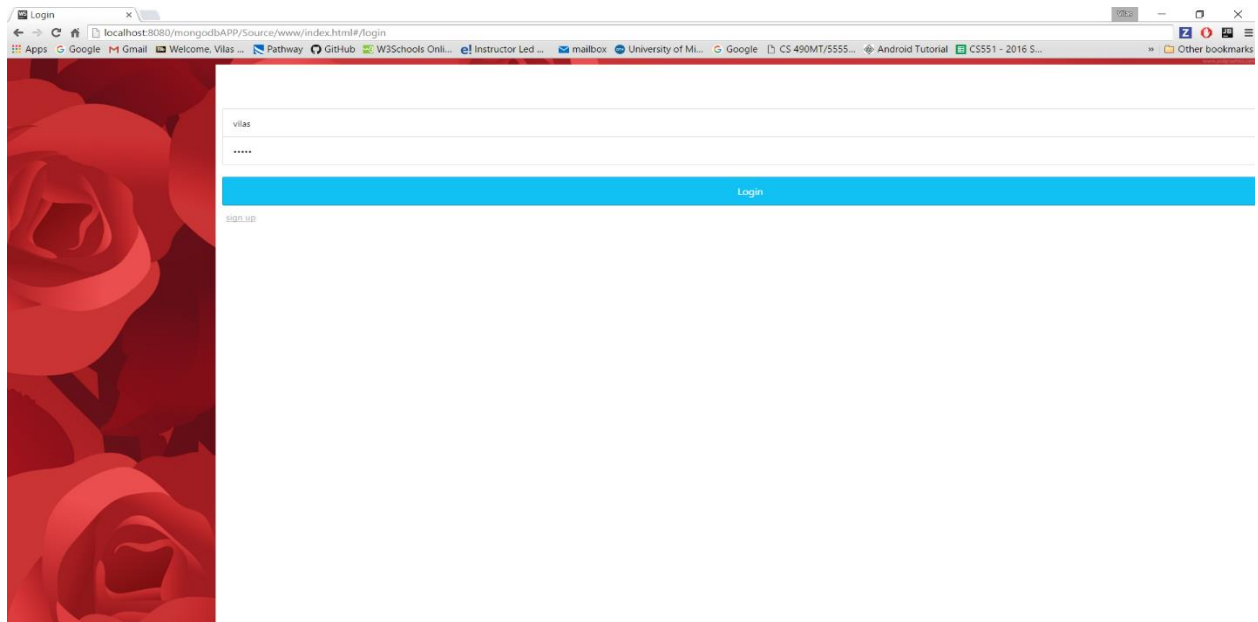 Login
Vilas
localhost:8080/mongodbAPP/Source/www/index.html#/login
Apps G Google Gmail Welcome, Vilas ... Pathway GitHub W3Schools Onli... Instructor Led ... mailbox University of Mi... G Google CS 490MT/5555... Android Tutorial CS551 - 2016 S... » Other bookmarks
vilas
•••••
Login
sign up